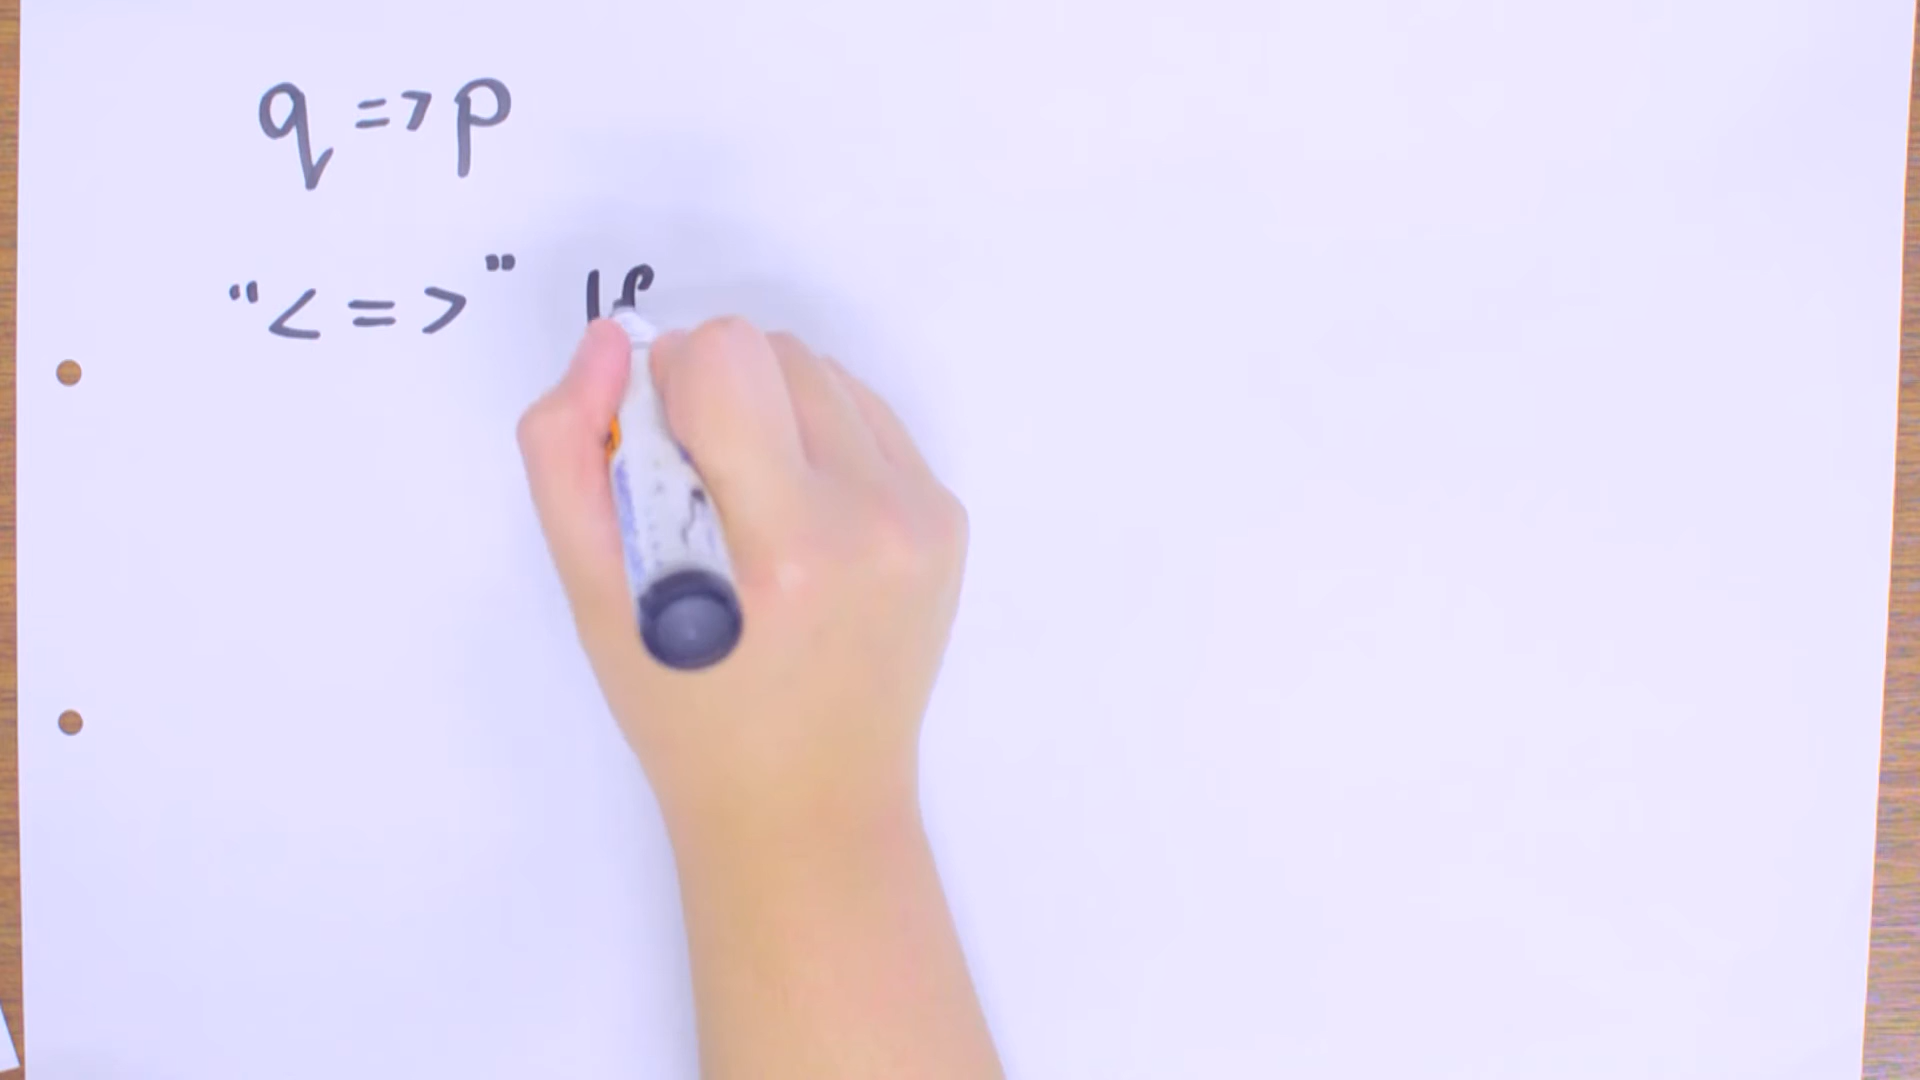 q => p
"<=>" If